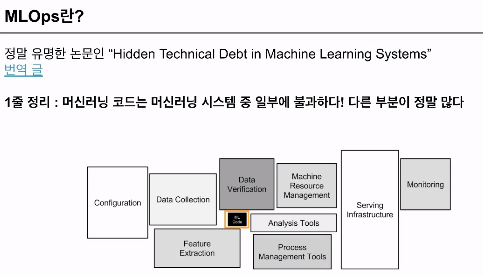 MLOps란?
정말 유명한 논문인 “Hidden Technical Debt in Machine Learning Systems”
번역 글
1줄 정리 : 머신러닝 코드는 머신러닝 시스템 중 일부에 불과하다! 다른 부분이 정말 많다
Configuration
Data Collection
Data
Verification
Machine
Resource
Management
Serving
Infrastructure
Monitoring
ML
Code
Analysis Tools
Feature
Extraction
Process
Management Tools